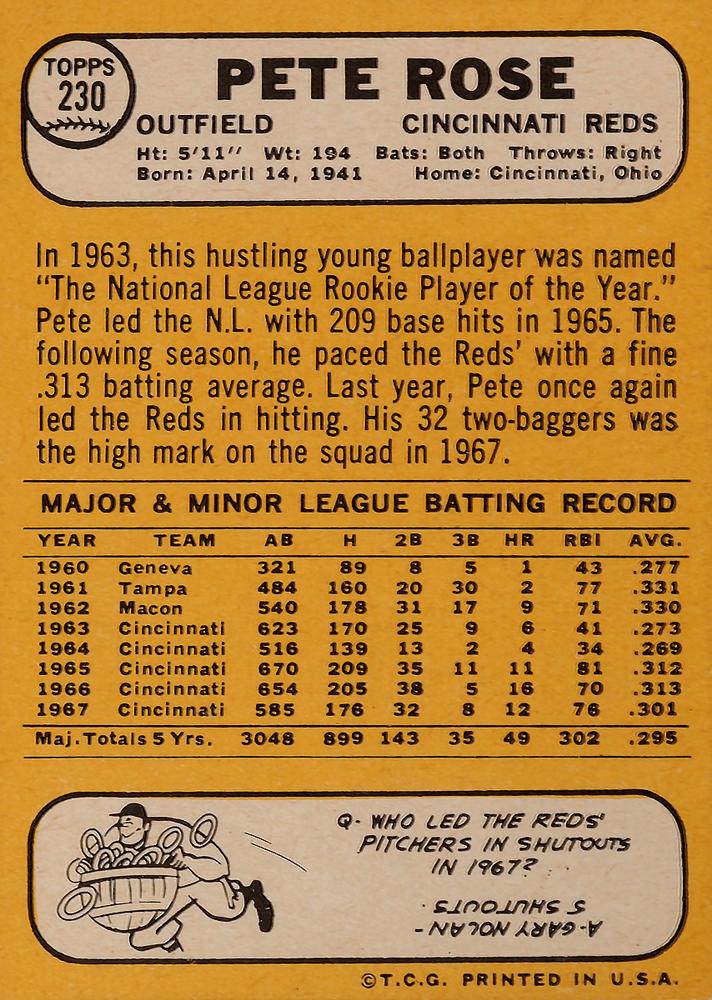 TOPPS
230
PETE ROSE
OUTFIELD CINCINNATI REDS
Ht: 5'11" Wt: 194 Bats: Both Throws: Right
Born: April 14, 1941 Home: Cincinnati, Ohio
In 1963, this hustling young ballplayer was named
"The National League Rookie Player of the Year."
Pete led the N.L. with 209 base hits in 1965. The
following season, he paced the Reds' with a fine
.313 batting average. Last year, Pete once again
led the Reds in hitting. His 32 two-baggers was
the high mark on the squad in 1967.
MAJOR & MINOR LEAGUE BATTING RECORD
YEAR TEAM AB H 2B 3B HR RBI AVG.
1960 Geneva 321 89 8 5 1 43 .277
1961 Tampa 484 160 20 30 2 77 .331
1962 Macon 540 178 31 17 9 71 .330
1963 Cincinnati 623 170 25 9 6 41 .273
1964 Cincinnati 516 139 13 2 4 34 .269
1965 Cincinnati 670 209 35 11 11 81 .312
1966 Cincinnati 654 205 38 5 16 70 .313
1967 Cincinnati 585 176 32 8 12 76 .301
Maj. Totals 5 Yrs. 3048 899 143 35 49 302 .295
Q- WHO LED THE REDS'
PITCHERS IN SHUTOUTS
IN 1967?
A-GARY NOLAN -
5 SHUTOUTS.
©T.C.G. PRINTED IN U.S.A.